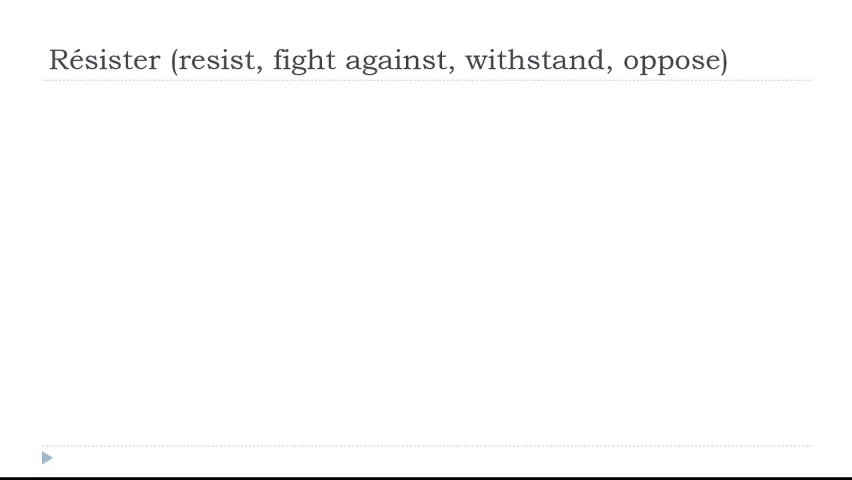 Résister (resist, fight against, withstand, oppose)